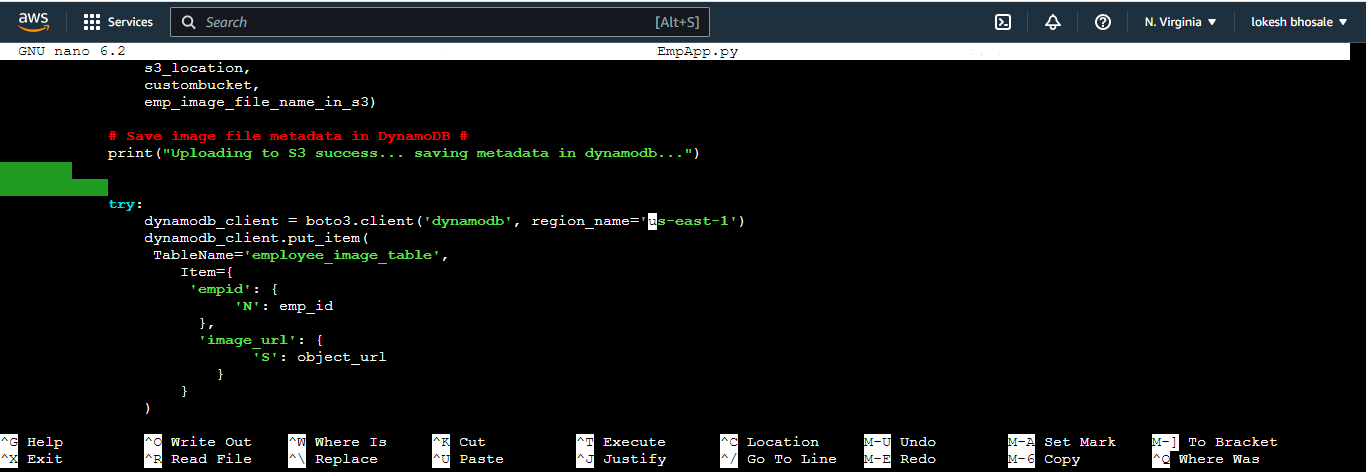 aws Services Search [Alt+S] N. Virginia lokesh bhosale
GNU nano 6.2 EmpApp.py
s3_location,
custombucket,
emp_image_file_name_in_s3)
# Save image file metadata in DynamoDB #
print("Uploading to S3 success... saving metadata in dynamodb...")
try:
dynamodb_client = boto3.client('dynamodb', region_name='us-east-1')
dynamodb_client.put_item(
TableName='employee_image_table',
Item={
'empid': {
'N': emp_id
},
'image_url': {
'S': object_url
}
}
)
^G Help ^O Write Out ^W Where Is ^K Cut ^T Execute ^C Location M-U Undo M-A Set Mark M-] To Bracket
^X Exit ^R Read File ^\ Replace ^U Paste ^J Justify ^/ Go To Line M-E Redo M-6 Copy ^Q Where Was